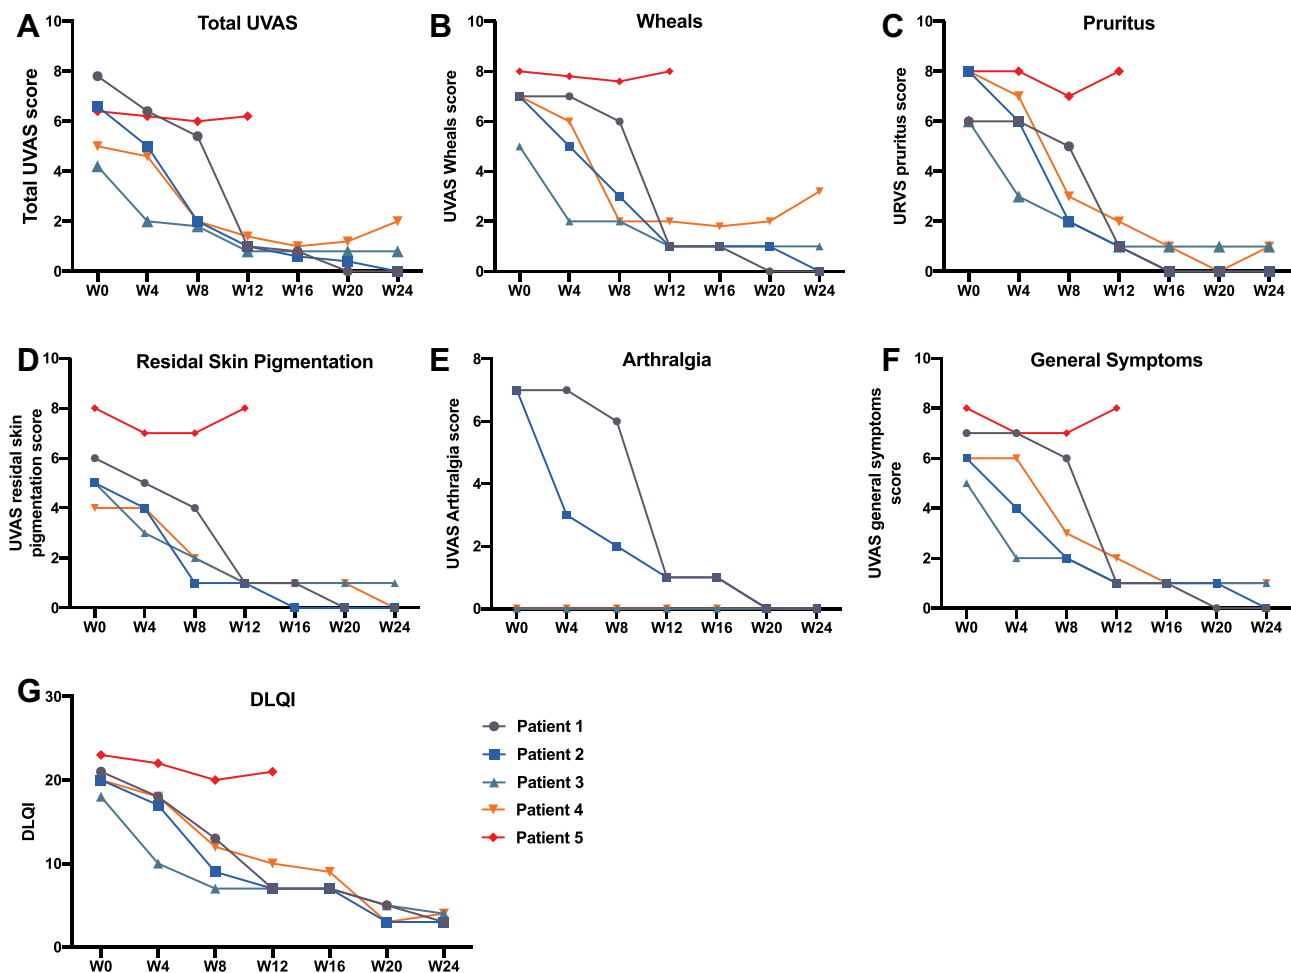 A
Total UVAS
Total UVAS score
10
8
6
4
2
0
W0 W4 W8 W12 W16 W20 W24
B
Wheals
UVAS Wheals score
10
8
6
4
2
0
W0 W4 W8 W12 W16 W20 W24
C
Pruritus
URVS pruritus score
10
8
6
4
2
0
W0 W4 W8 W12 W16 W20 W24
D
Residal Skin Pigmentation
UVAS residal skin
pigmentation score
10
8
6
4
2
0
W0 W4 W8 W12 W16 W20 W24
E
Arthralgia
UVAS Arthralgia score
8
6
4
2
0
W0 W4 W8 W12 W16 W20 W24
F
General Symptoms
UVAS general symptoms
score
10
8
6
4
2
0
W0 W4 W8 W12 W16 W20 W24
G
DLQI
DLQI
30
20
10
0
W0 W4 W8 W12 W16 W20 W24
Patient 1
Patient 2
Patient 3
Patient 4
Patient 5